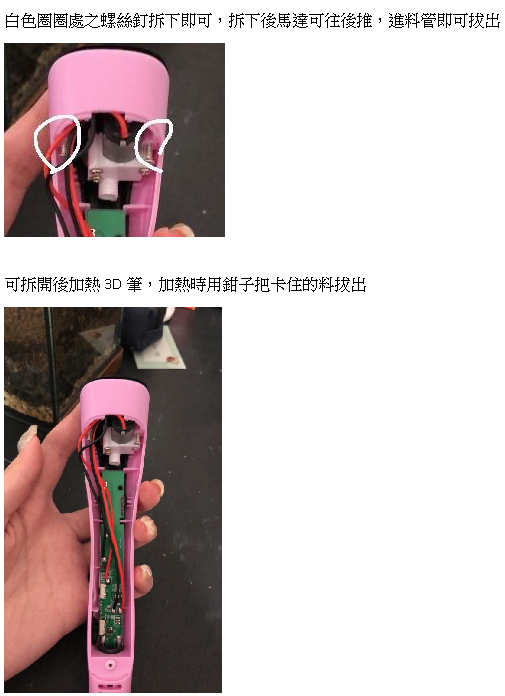 白色圈圈處之螺絲釘拆下即可，拆下後馬達可往後推，進料管即可拔出
可拆開後加熱 3D 筆，加熱時用鉗子把卡住的料拔出